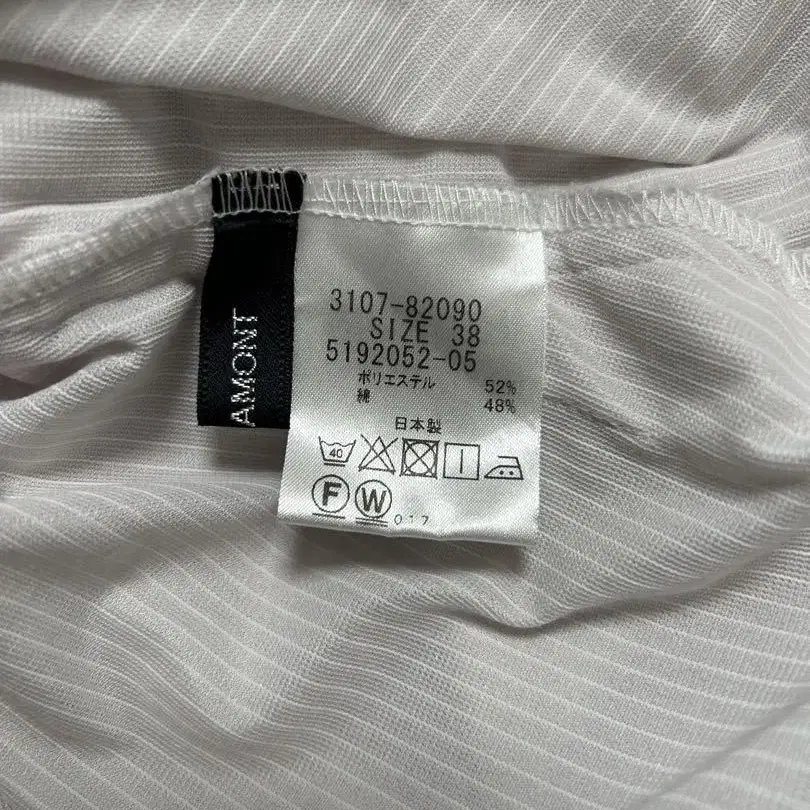 AMONT
3107-82090
SIZE 38
5192052-05
ポリエステル 52%
綿 48%
日本製
40
F W 017